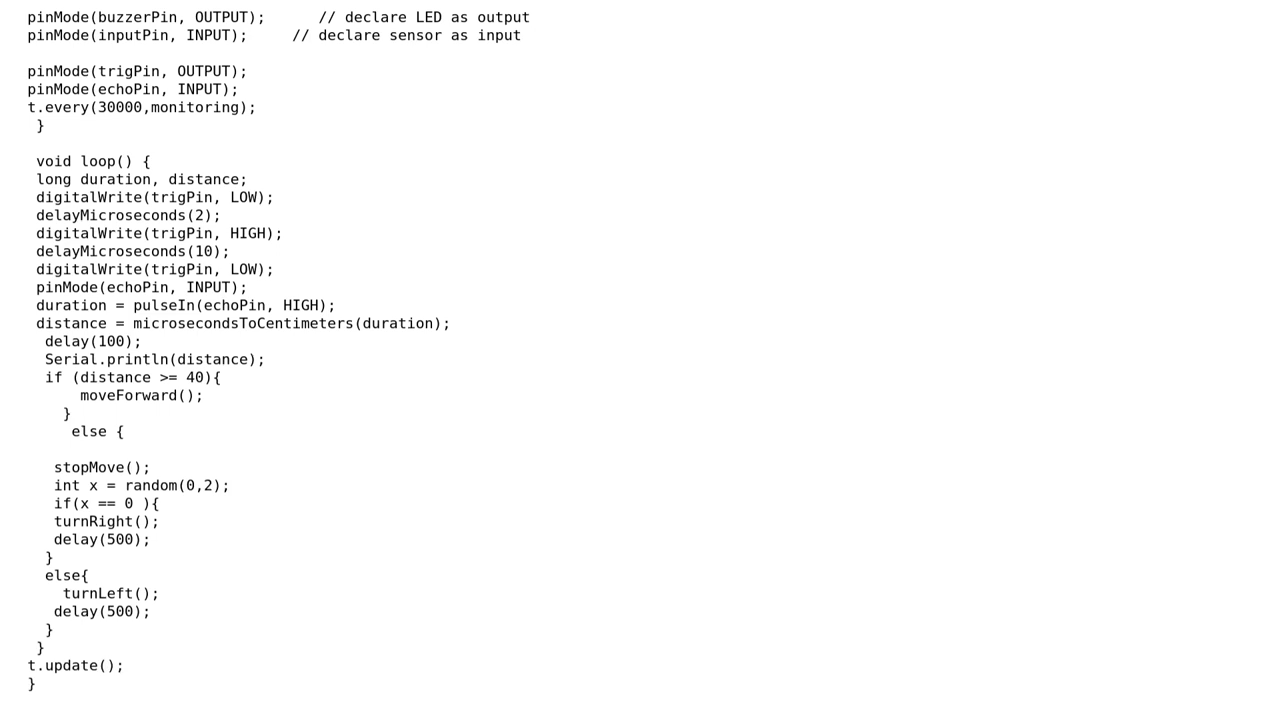 pinMode(buzzerPin, OUTPUT);      // declare LED as output
pinMode(inputPin, INPUT);     // declare sensor as input

pinMode(trigPin, OUTPUT);
pinMode(echoPin, INPUT);
t.every(30000,monitoring);
 }

 void loop() {
 long duration, distance;
 digitalWrite(trigPin, LOW);
 delayMicroseconds(2);
 digitalWrite(trigPin, HIGH);
 delayMicroseconds(10);
 digitalWrite(trigPin, LOW);
 pinMode(echoPin, INPUT);
 duration = pulseIn(echoPin, HIGH);
 distance = microsecondsToCentimeters(duration);
  delay(100);
  Serial.println(distance);
  if (distance >= 40){
      moveForward();
    }
     else {

   stopMove();
   int x = random(0,2);
   if(x == 0 ){
   turnRight();
   delay(500);
  }
  else{
    turnLeft();
   delay(500);
  }
 }
t.update();
}